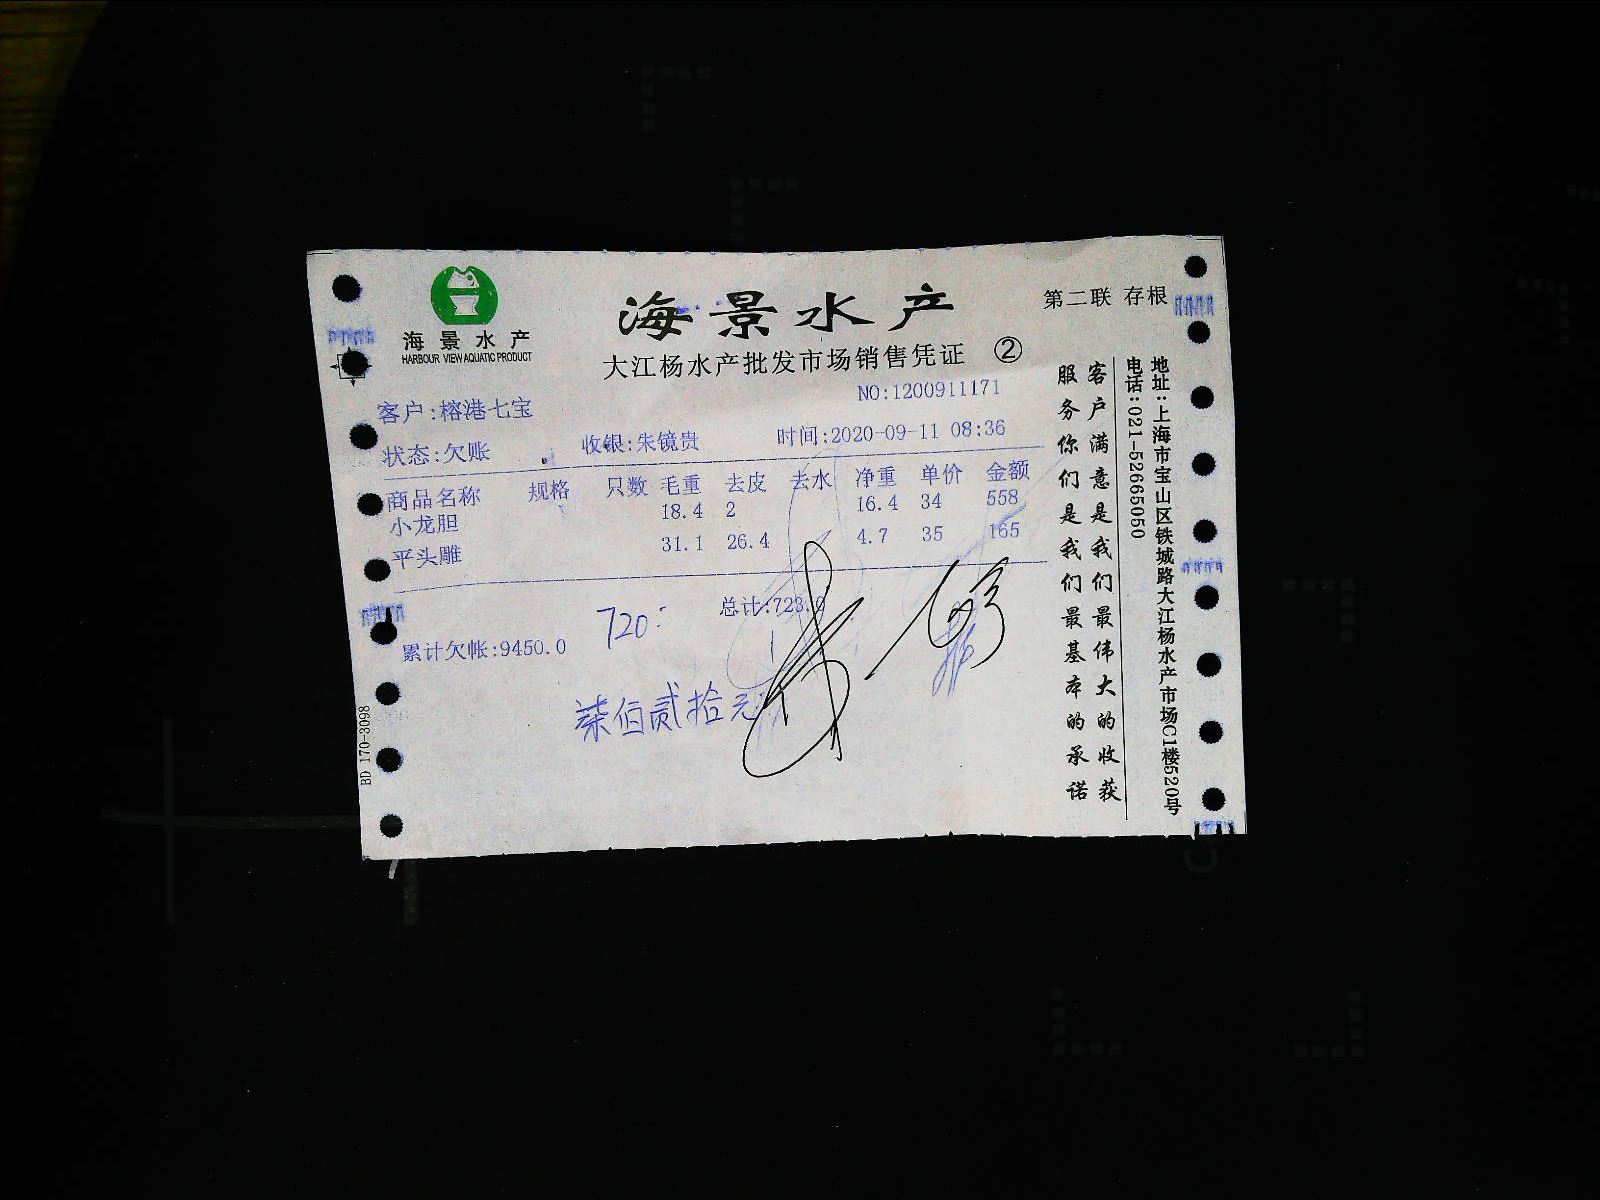 海景水产
HARBOUR VIEW AQUATIC PRODUCT
海景水产
第二联 存根
大江杨水产批发市场销售凭证 ②
NO:1200911171
客户:榕港七宝
状态:欠账 收银:朱镜贵 时间:2020-09-11 08:36
商品名称 规格 只数 毛重 去皮 去水 净重 单价 金额
小龙胆 18.4 2 16.4 34 558
平头雕 31.1 26.4 4.7 35 165
720: 总计:723.0
累计欠帐:9450.0
柒佰贰拾元
客户满意是我们最伟大的收获
服务你们是我们最基本的承诺
地址:上海市宝山区铁城路大江杨水产市场C1楼520号
电话:021-52665050
BD 170-3098